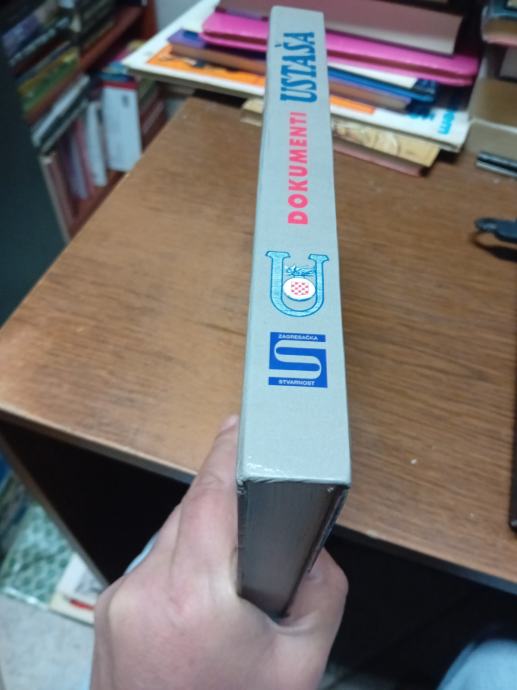 USTAŠA
DOKUMENTI
U
ZAGREBAČKA
S
STVARNOST